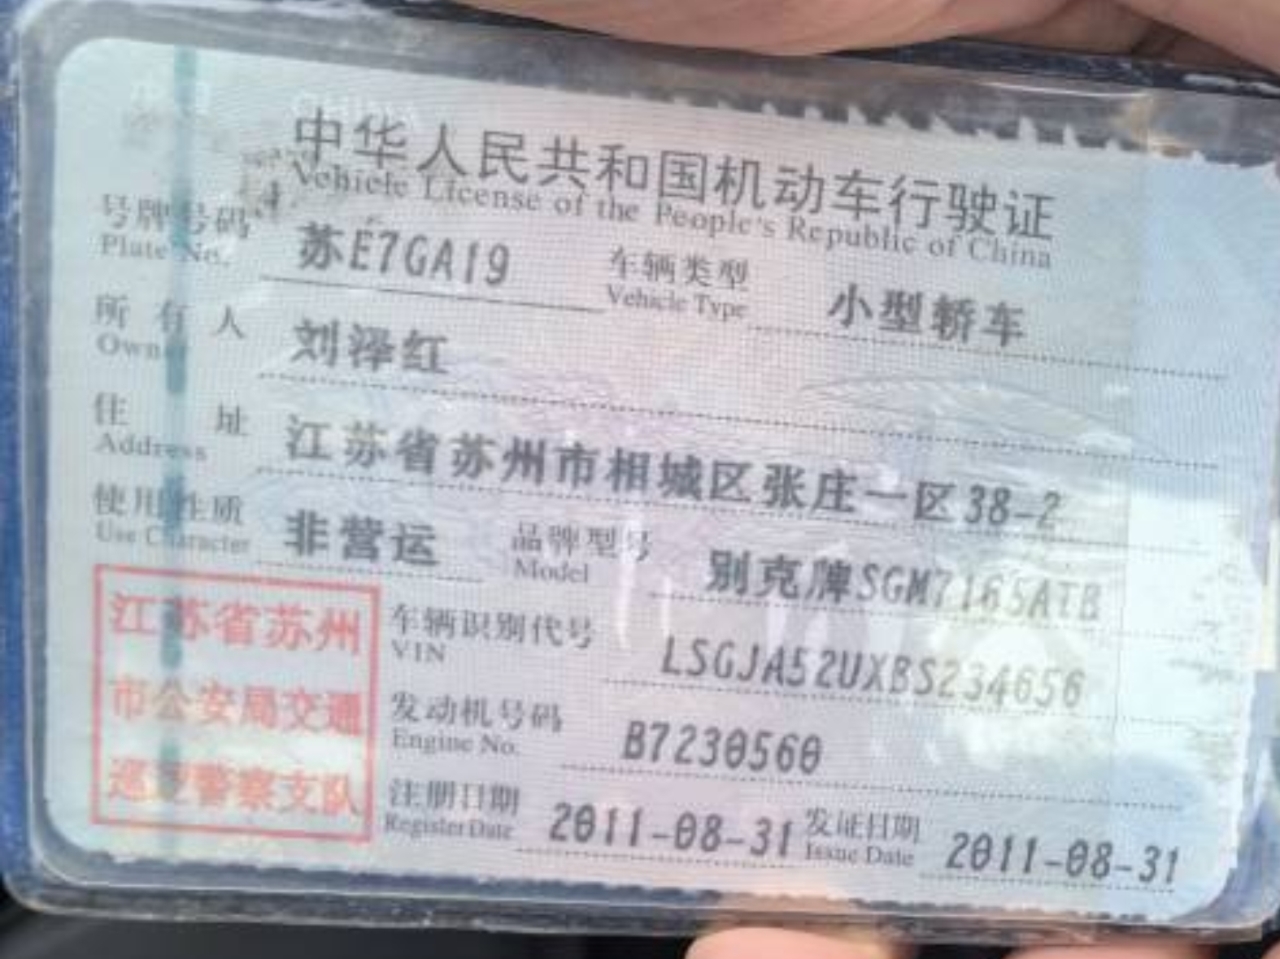 中华人民共和国机动车行驶证
Vehicle License of the People's Republic of China
号牌号码 苏E7GA19 车辆类型 小型轿车
Plate No. Vehicle Type
所有人 刘泽红
Owner
住址 江苏省苏州市相城区张庄一区38-2
Address
使用性质 非营运 品牌型号 别克牌SGM7165ATB
Use Character Model
江苏省苏州
市公安局交通
巡逻警察支队
车辆识别代号 LSGJA52UXBS234656
VIN
发动机号码 B7230560
Engine No.
注册日期 2011-08-31 发证日期 2011-08-31
Register Date Issue Date